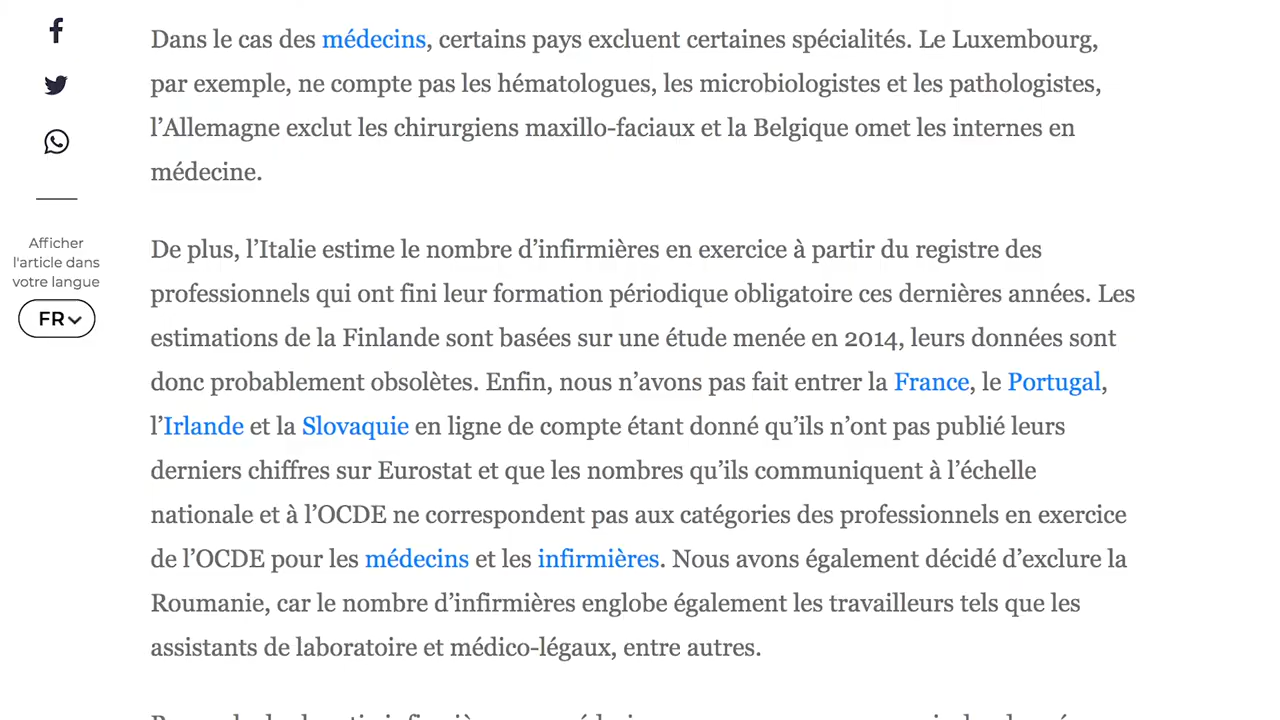 Dans le cas des médecins, certains pays excluent certaines spécialités. Le Luxembourg,
par exemple, ne compte pas les hématologues, les microbiologistes et les pathologistes,
l’Allemagne exclut les chirurgiens maxillo-faciaux et la Belgique omet les internes en
médecine.
Afficher
l'article dans
votre langue
FR
De plus, l’Italie estime le nombre d’infirmières en exercice à partir du registre des
professionnels qui ont fini leur formation périodique obligatoire ces dernières années. Les
estimations de la Finlande sont basées sur une étude menée en 2014, leurs données sont
donc probablement obsolètes. Enfin, nous n’avons pas fait entrer la France, le Portugal,
l’Irlande et la Slovaquie en ligne de compte étant donné qu’ils n’ont pas publié leurs
derniers chiffres sur Eurostat et que les nombres qu’ils communiquent à l’échelle
nationale et à l’OCDE ne correspondent pas aux catégories des professionnels en exercice
de l’OCDE pour les médecins et les infirmières. Nous avons également décidé d’exclure la
Roumanie, car le nombre d’infirmières englobe également les travailleurs tels que les
assistants de laboratoire et médico-légaux, entre autres.